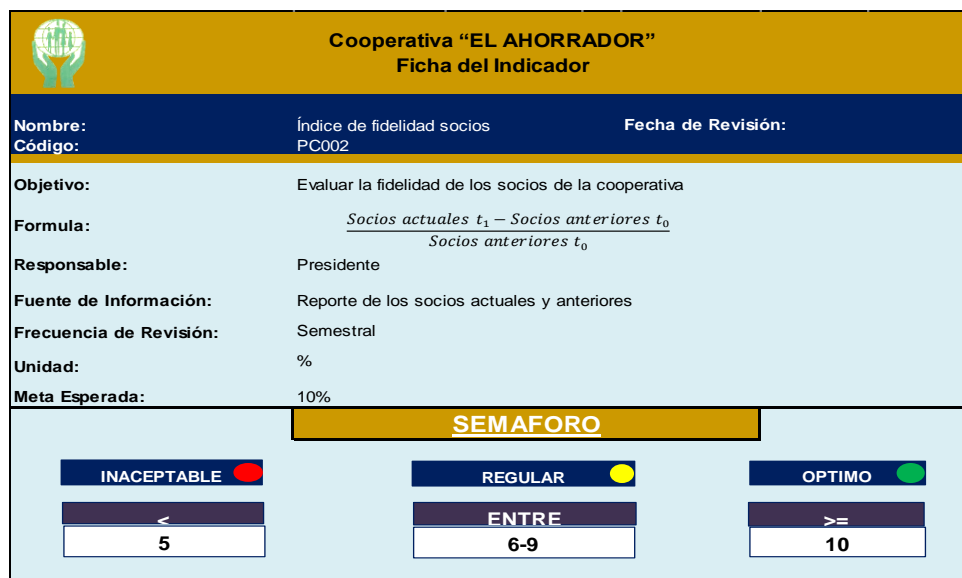 Cooperativa “EL AHORRADOR”
Ficha del Indicador
Nombre: Índice de fidelidad socios Fecha de Revisión:
Código: PC002
Objetivo: Evaluar la fidelidad de los socios de la cooperativa
Formula: Socios actuales t₁ − Socios anteriores t₀
Socios anteriores t₀
Responsable: Presidente
Fuente de Información: Reporte de los socios actuales y anteriores
Frecuencia de Revisión: Semestral
Unidad: %
Meta Esperada: 10%
SEMAFORO
INACEPTABLE REGULAR OPTIMO
< ENTRE >=
5 6-9 10